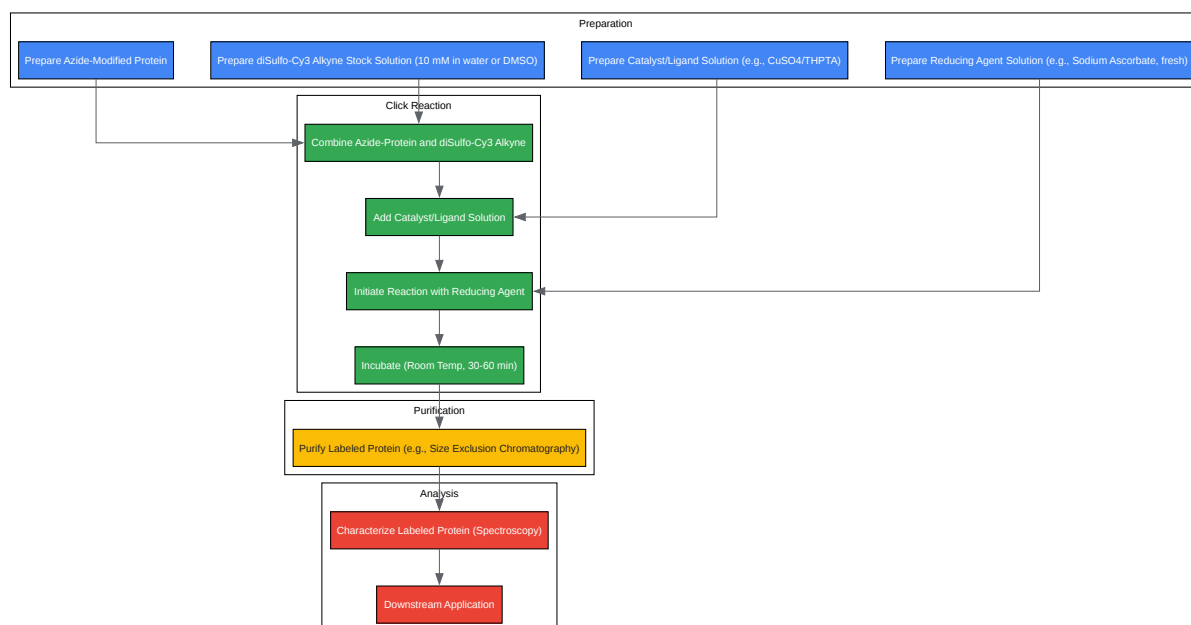 Preparation
Prepare Azide-Modified Protein
Prepare diSulfo-Cy3 Alkyne Stock Solution (10 mM in water or DMSO)
Prepare Catalyst/Ligand Solution (e.g., CuSO4/THPTA)
Prepare Reducing Agent Solution (e.g., Sodium Ascorbate, fresh)
Click Reaction
Combine Azide-Protein and diSulfo-Cy3 Alkyne
Add Catalyst/Ligand Solution
Initiate Reaction with Reducing Agent
Incubate (Room Temp, 30-60 min)
Purification
Purify Labeled Protein (e.g., Size Exclusion Chromatography)
Analysis
Characterize Labeled Protein (Spectroscopy)
Downstream Application